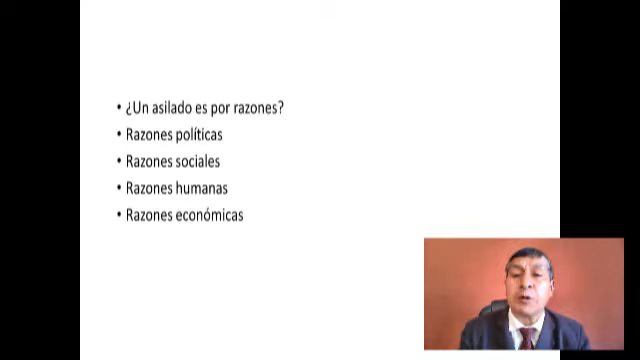 • ¿Un asilado es por razones?
• Razones políticas
• Razones sociales
• Razones humanas
• Razones económicas